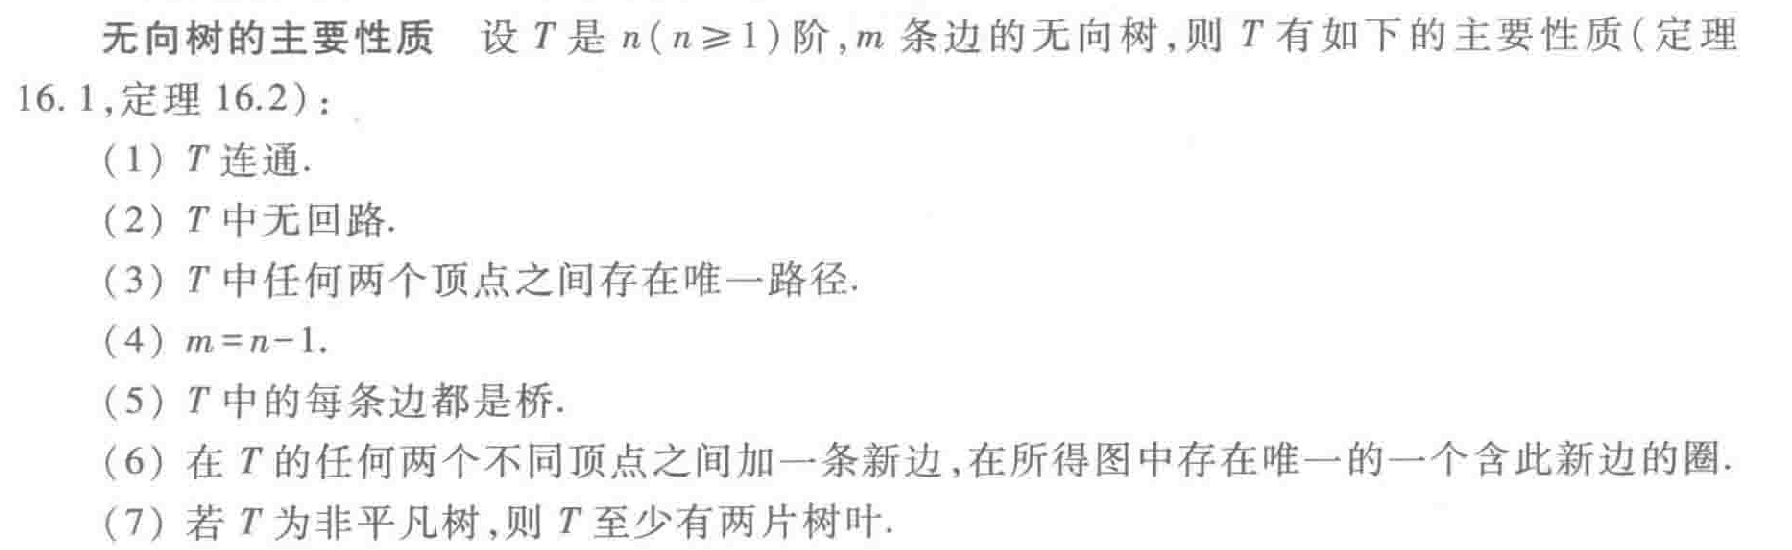 无向树的主要性质 设 T 是 n(n≥1)阶,m 条边的无向树,则 T 有如下的主要性质(定理
16.1,定理 16.2):
(1) T 连通.
(2) T 中无回路.
(3) T 中任何两个顶点之间存在唯一路径.
(4) m=n-1.
(5) T 中的每条边都是桥.
(6) 在 T 的任何两个不同顶点之间加一条新边,在所得图中存在唯一的一个含此新边的圈.
(7) 若 T 为非平凡树,则 T 至少有两片树叶.